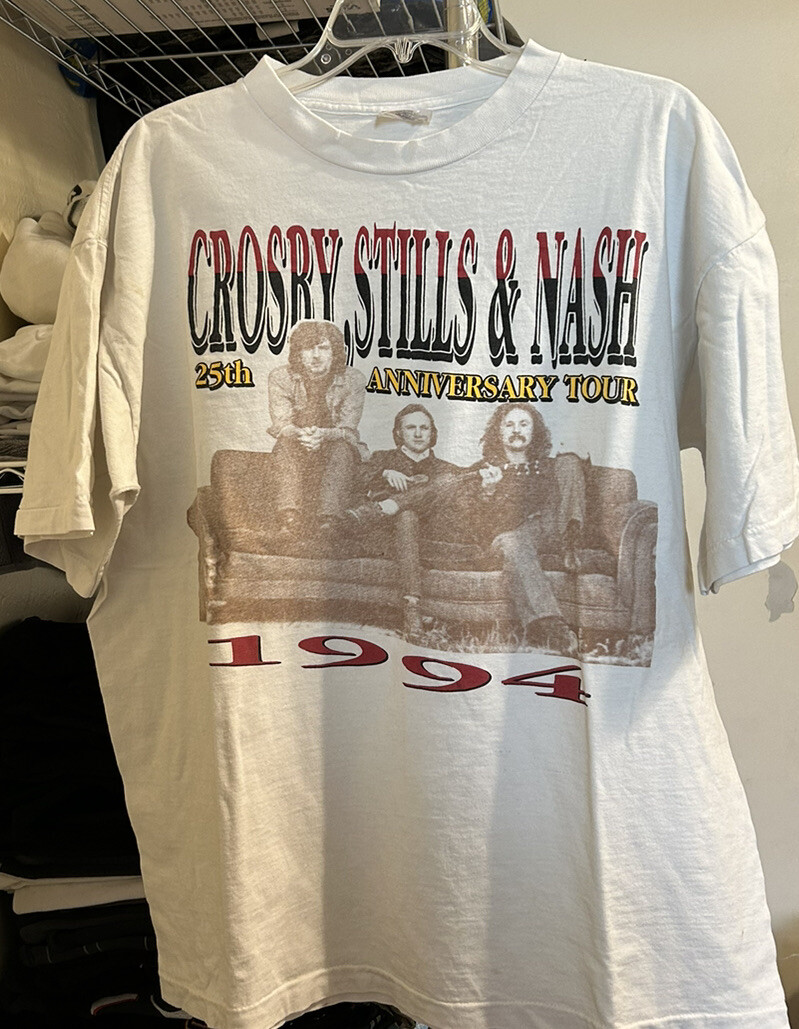 CROSBY, STILLS & NASH
25th ANNIVERSARY TOUR
1994